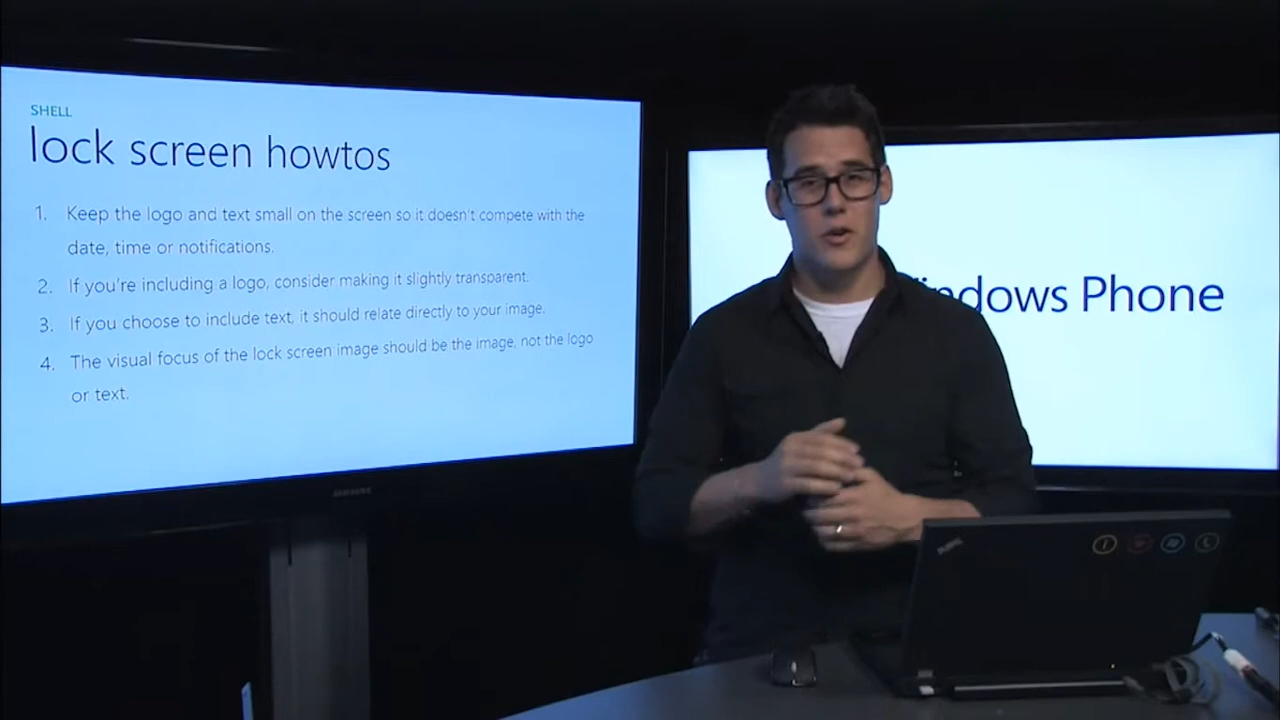 SHELL
lock screen howtos
1. Keep the logo and text small on the screen so it doesn't compete with the
date, time or notifications.
2. If you're including a logo, consider making it slightly transparent.
3. If you choose to include text, it should relate directly to your image.
4. The visual focus of the lock screen image should be the image, not the logo
or text.
indows Phone
SAMSUNG
ThinkPad